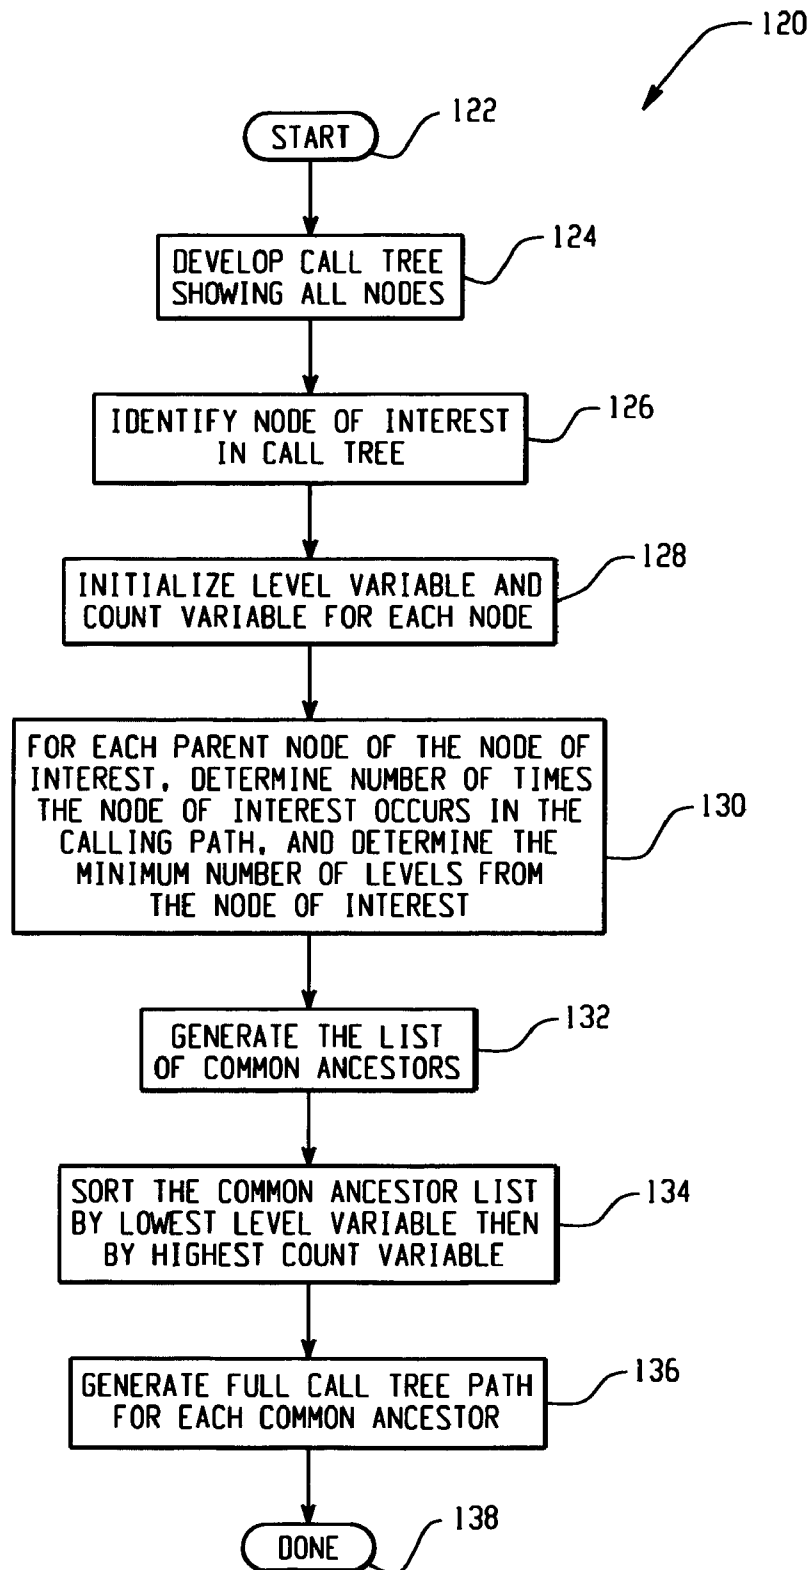 120
START
122
DEVELOP CALL TREE
SHOWING ALL NODES
124
IDENTIFY NODE OF INTEREST
IN CALL TREE
126
INITIALIZE LEVEL VARIABLE AND
COUNT VARIABLE FOR EACH NODE
128
FOR EACH PARENT NODE OF THE NODE OF
INTEREST, DETERMINE NUMBER OF TIMES
THE NODE OF INTEREST OCCURS IN THE
CALLING PATH, AND DETERMINE THE
MINIMUM NUMBER OF LEVELS FROM
THE NODE OF INTEREST
130
GENERATE THE LIST
OF COMMON ANCESTORS
132
SORT THE COMMON ANCESTOR LIST
BY LOWEST LEVEL VARIABLE THEN
BY HIGHEST COUNT VARIABLE
134
GENERATE FULL CALL TREE PATH
FOR EACH COMMON ANCESTOR
136
DONE
138